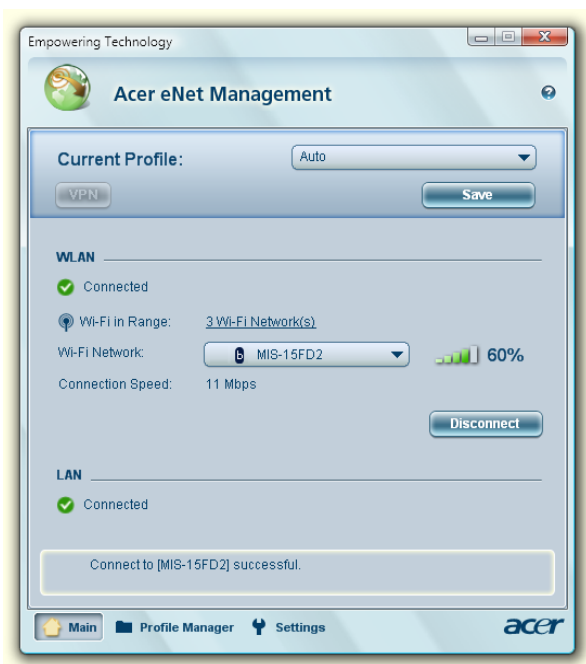 Empowering Technology
Acer eNet Management
Current Profile: Auto
VPN Save
WLAN
Connected
Wi-Fi in Range: 3 Wi-Fi Network(s)
Wi-Fi Network: b MIS-15FD2 60%
Connection Speed: 11 Mbps
Disconnect
LAN
Connected
Connect to [MIS-15FD2] successful.
Main Profile Manager Settings acer